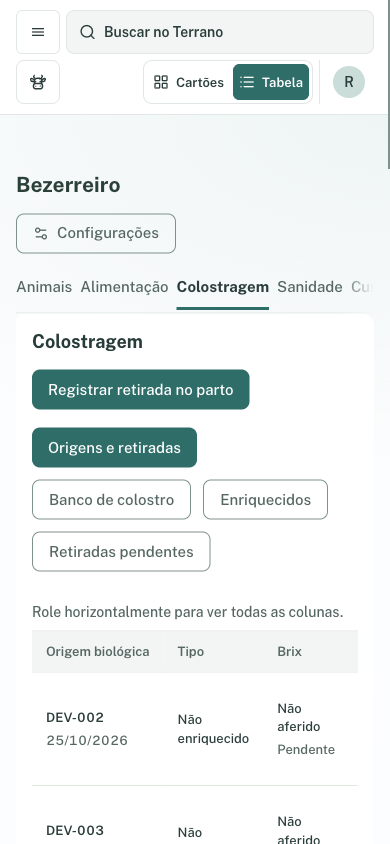 Buscar no Terrano
Cartões
Tabela
R
Bezerreiro
Configurações
Animais Alimentação Colostragem Sanidade
Colostragem
Registrar retirada no parto
Origens e retiradas
Banco de colostro
Enriquecidos
Retiradas pendentes
Role horizontalmente para ver todas as colunas.
Origem biológica Tipo Brix
DEV-002
25/10/2026
Não
enriquecido
Não
aferido
Pendente
DEV-003
Não
Não
aferido